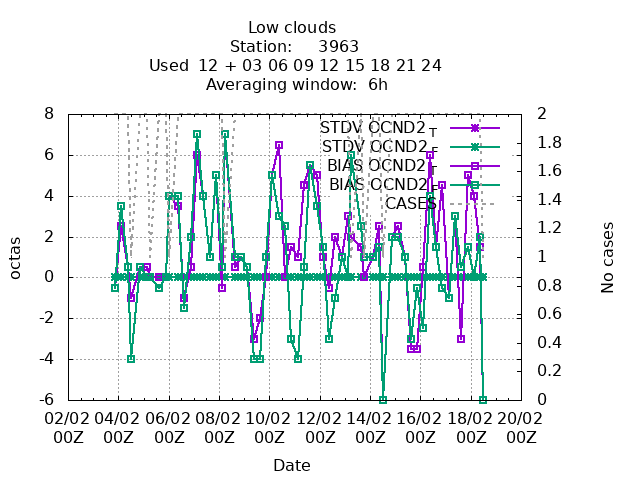 Low clouds
Station: 3963
Used 12 + 03 06 09 12 15 18 21 24
Averaging window: 6h
8
6
4
2
0
-2
-4
-6
octas
STDV OCND2 T
STDV OCND2 F
BIAS OCND2 T
BIAS OCND2
CASES
2
1.8
1.6
1.4
1.2
1
0.8
0.6
0.4
0.2
0
No cases
02/02 04/02 06/02 08/02 10/02 12/02 14/02 16/02 18/02 20/02
00Z 00Z 00Z 00Z 00Z 00Z 00Z 00Z 00Z 00Z
Date